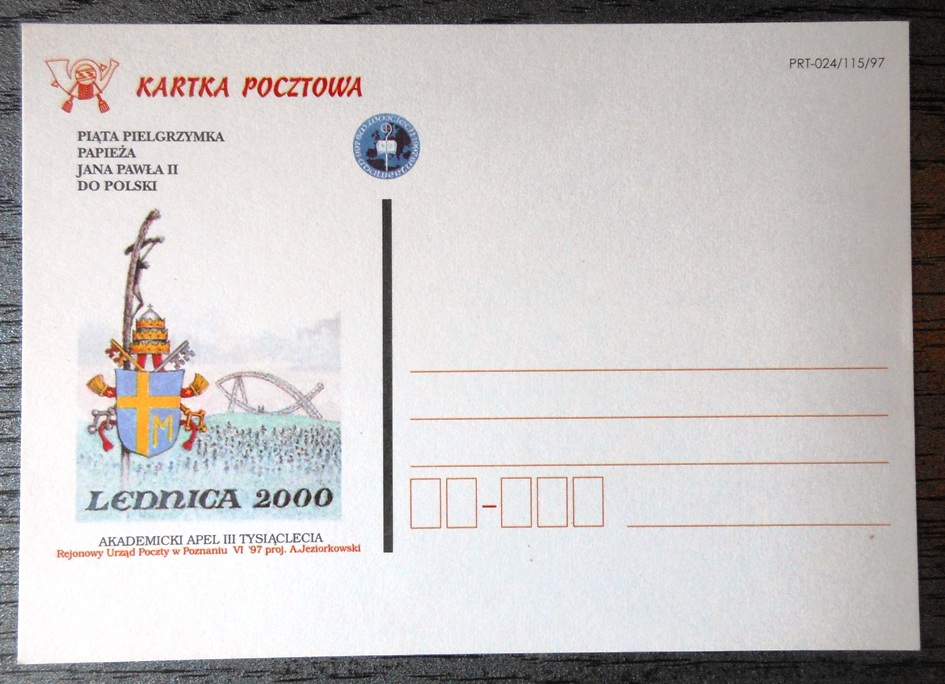 PRT-024/115/97
KARTKA POCZTOWA
PIĄTA PIELGRZYMKA
PAPIEŻA
JANA PAWŁA II
DO POLSKI
M
LEDNICA 2000
AKADEMICKI APEL III TYSIĄCLECIA
Rejonowy Urząd Poczty w Poznaniu VI '97 proj. A.Jeziorkowski